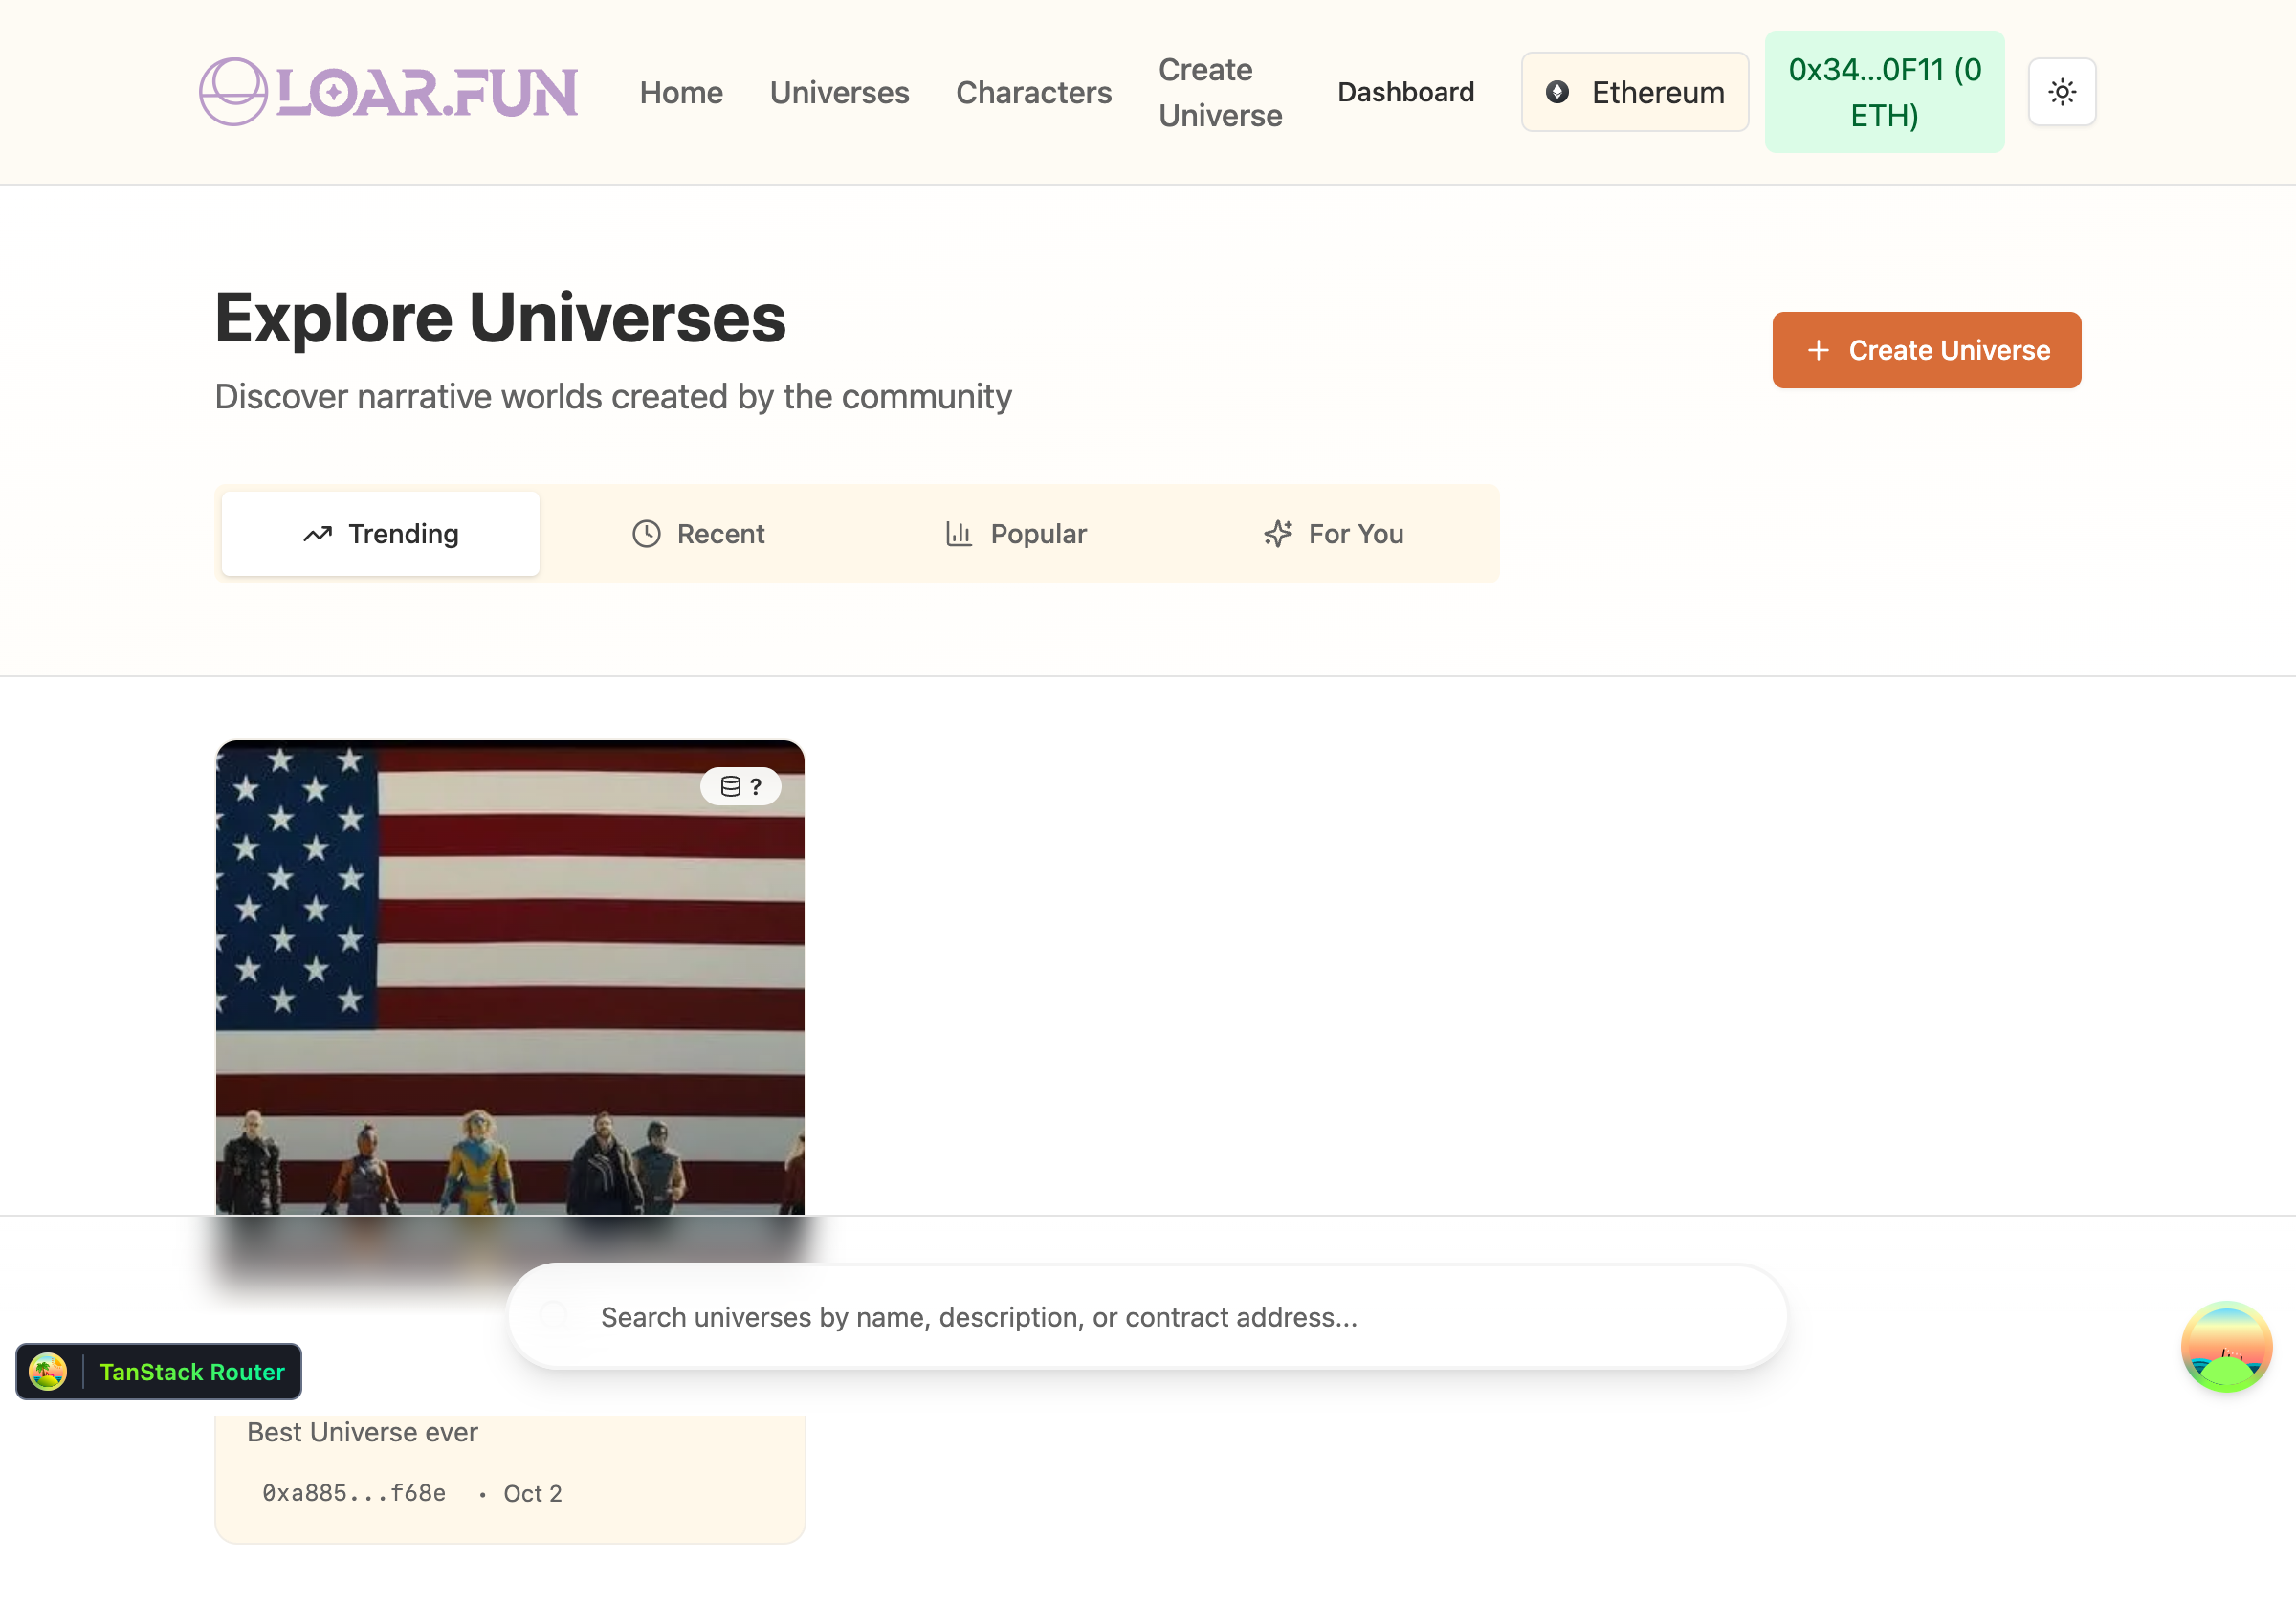 LOAR.FUN
Home
Universes
Characters
Create
Universe
Dashboard
Ethereum
0x34...0F11 (0
ETH)
Explore Universes
Discover narrative worlds created by the community
+ Create Universe
Trending
Recent
Popular
For You
?
Search universes by name, description, or contract address...
TanStack Router
Best Universe ever
0xa885...f68e • Oct 2